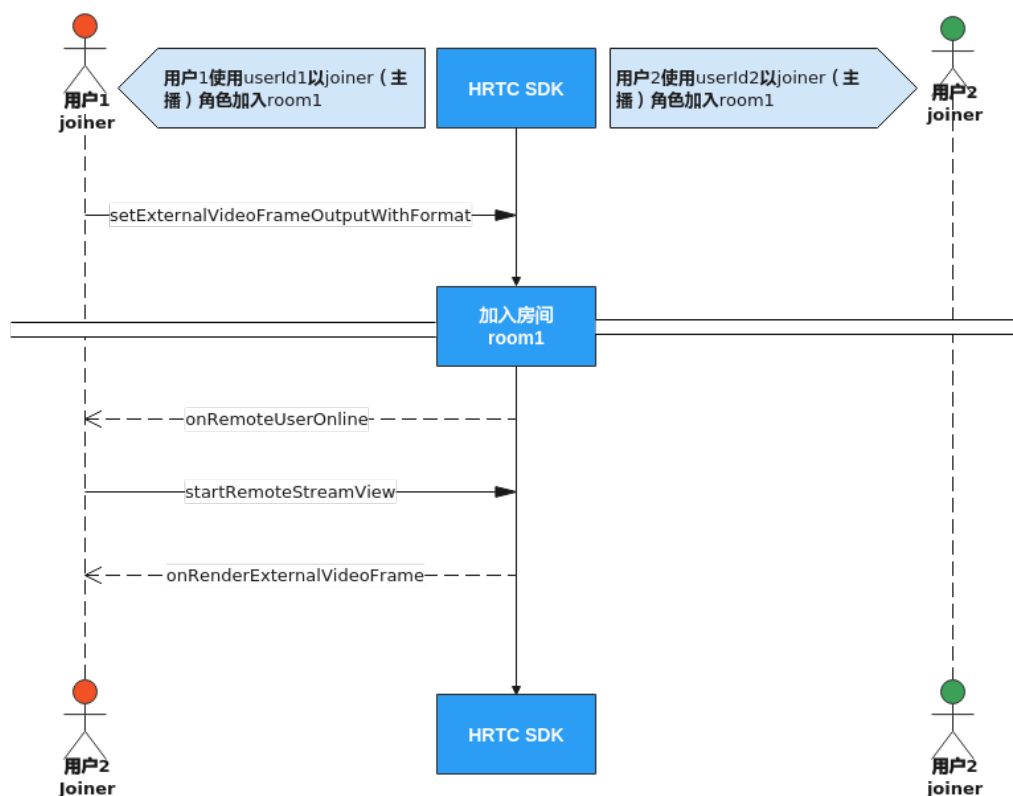 用户1
joiner
用户1使用userId1以joiner（主
播）角色加入room1
HRTC SDK
用户2使用userId2以joiner（主
播）角色加入room1
用户2
joiner
setExternalVideoFrameOutputWithFormat
加入房间
room1
onRemoteUserOnline
startRemoteStreamView
onRenderExternalVideoFrame
用户2
Joiner
HRTC SDK
用户2
joiner